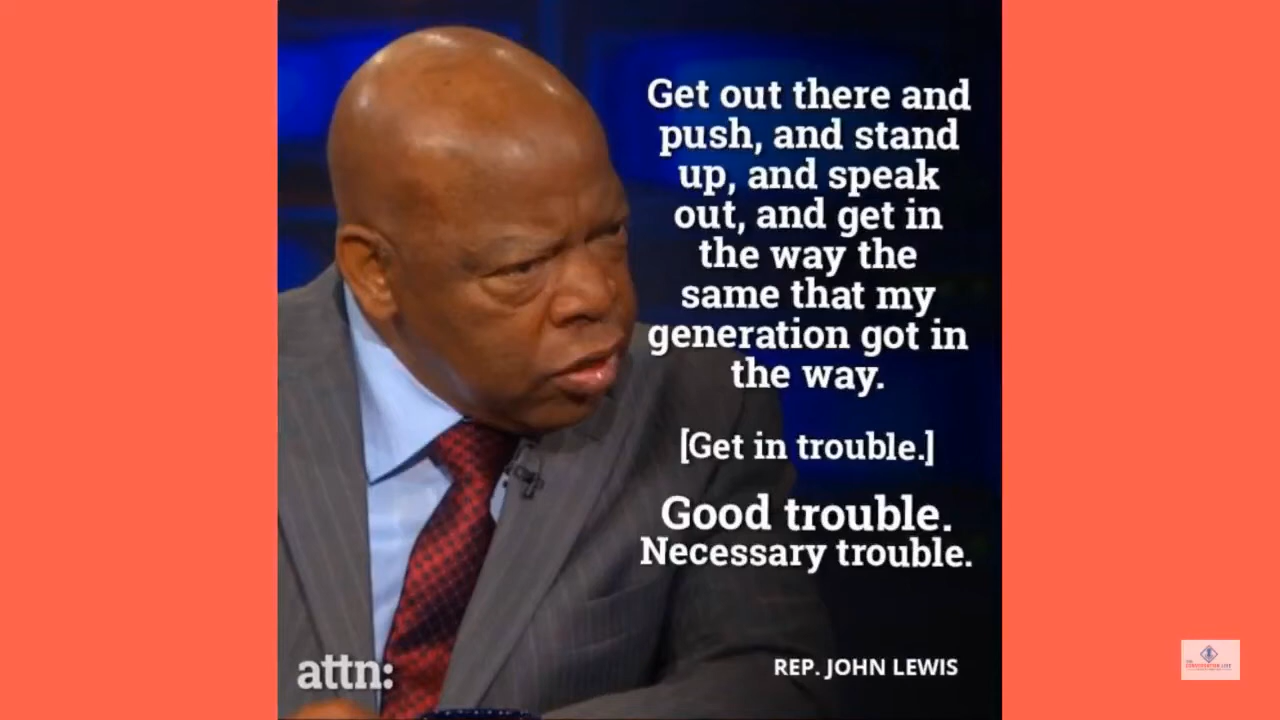 Get out there and
push, and stand
up, and speak
out, and get in
the way the
same that my
generation got in
the way.
[Get in trouble.]
Good trouble.
Necessary trouble.
attn:
REP. JOHN LEWIS